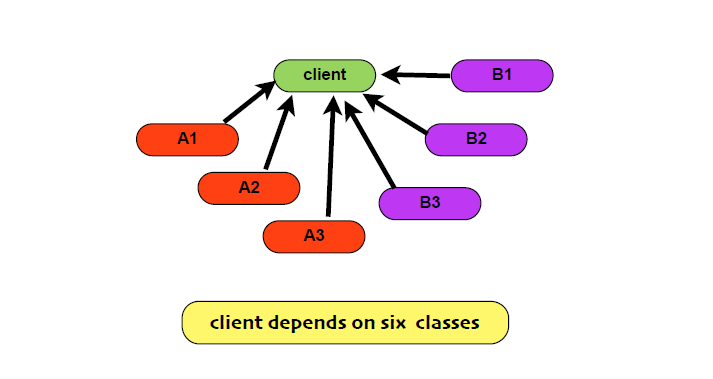 client
B1
A1
B2
A2
B3
A3
client depends on six classes